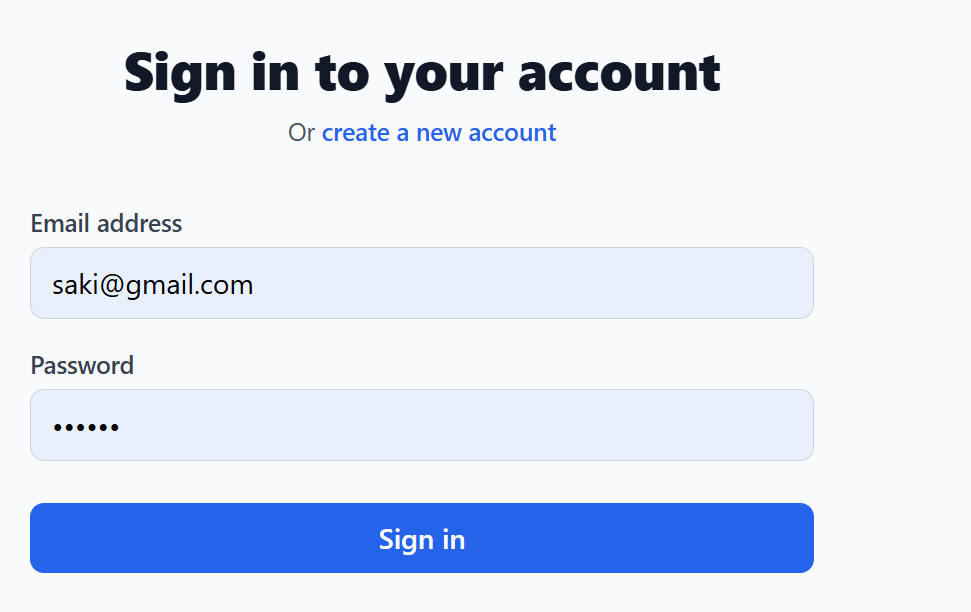 Sign in to your account
Or create a new account
Email address
saki@gmail.com
Password
••••••
Sign in